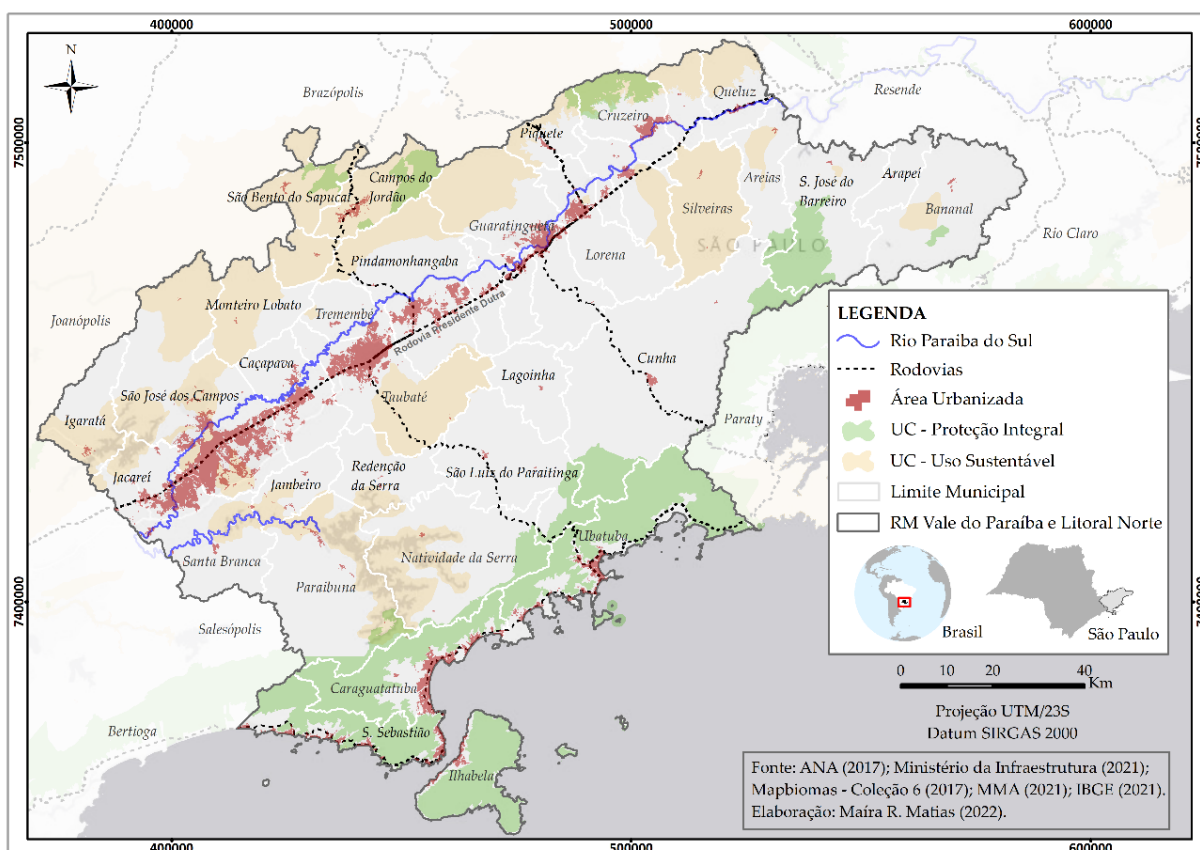 400000
500000
600000
N
Brazópolis
Queluz
Resende
Cruzeiro
Piquete
7500000
Campos do
Jordão
São Bento do Sapucaí
Areias
S. José do
Barreiro
Arapeí
Bananal
Silveiras
Guaratinguetá
SÃO PAULO
Rio Claro
Lorena
Pindamonhangaba
Monteiro Lobato
Tremembé
Joanópolis
Rodovia Presidente Dutra
Caçapava
Lagoinha
Cunha
São José dos Campos
Taubaté
Igaratá
Paraty
Jacareí
Jambeiro
Redenção
da Serra
São Luiz do Paraitinga
Ubatuba
Santa Branca
Natividade da Serra
Paraibuna
7400000
7400000
Salesópolis
Caraguatatuba
Bertioga
S. Sebastião
Ilhabela
LEGENDA
Rio Paraiba do Sul
Rodovias
Área Urbanizada
UC - Proteção Integral
UC - Uso Sustentável
Limite Municipal
RM Vale do Paraíba e Litoral Norte
Brasil
São Paulo
0 10 20 40
Km
Projeção UTM/23S
Datum SIRGAS 2000
Fonte: ANA (2017); Ministério da Infraestrutura (2021);
Mapbiomas - Coleção 6 (2017); MMA (2021); IBGE (2021).
Elaboração: Maíra R. Matias (2022).
400000
500000
600000